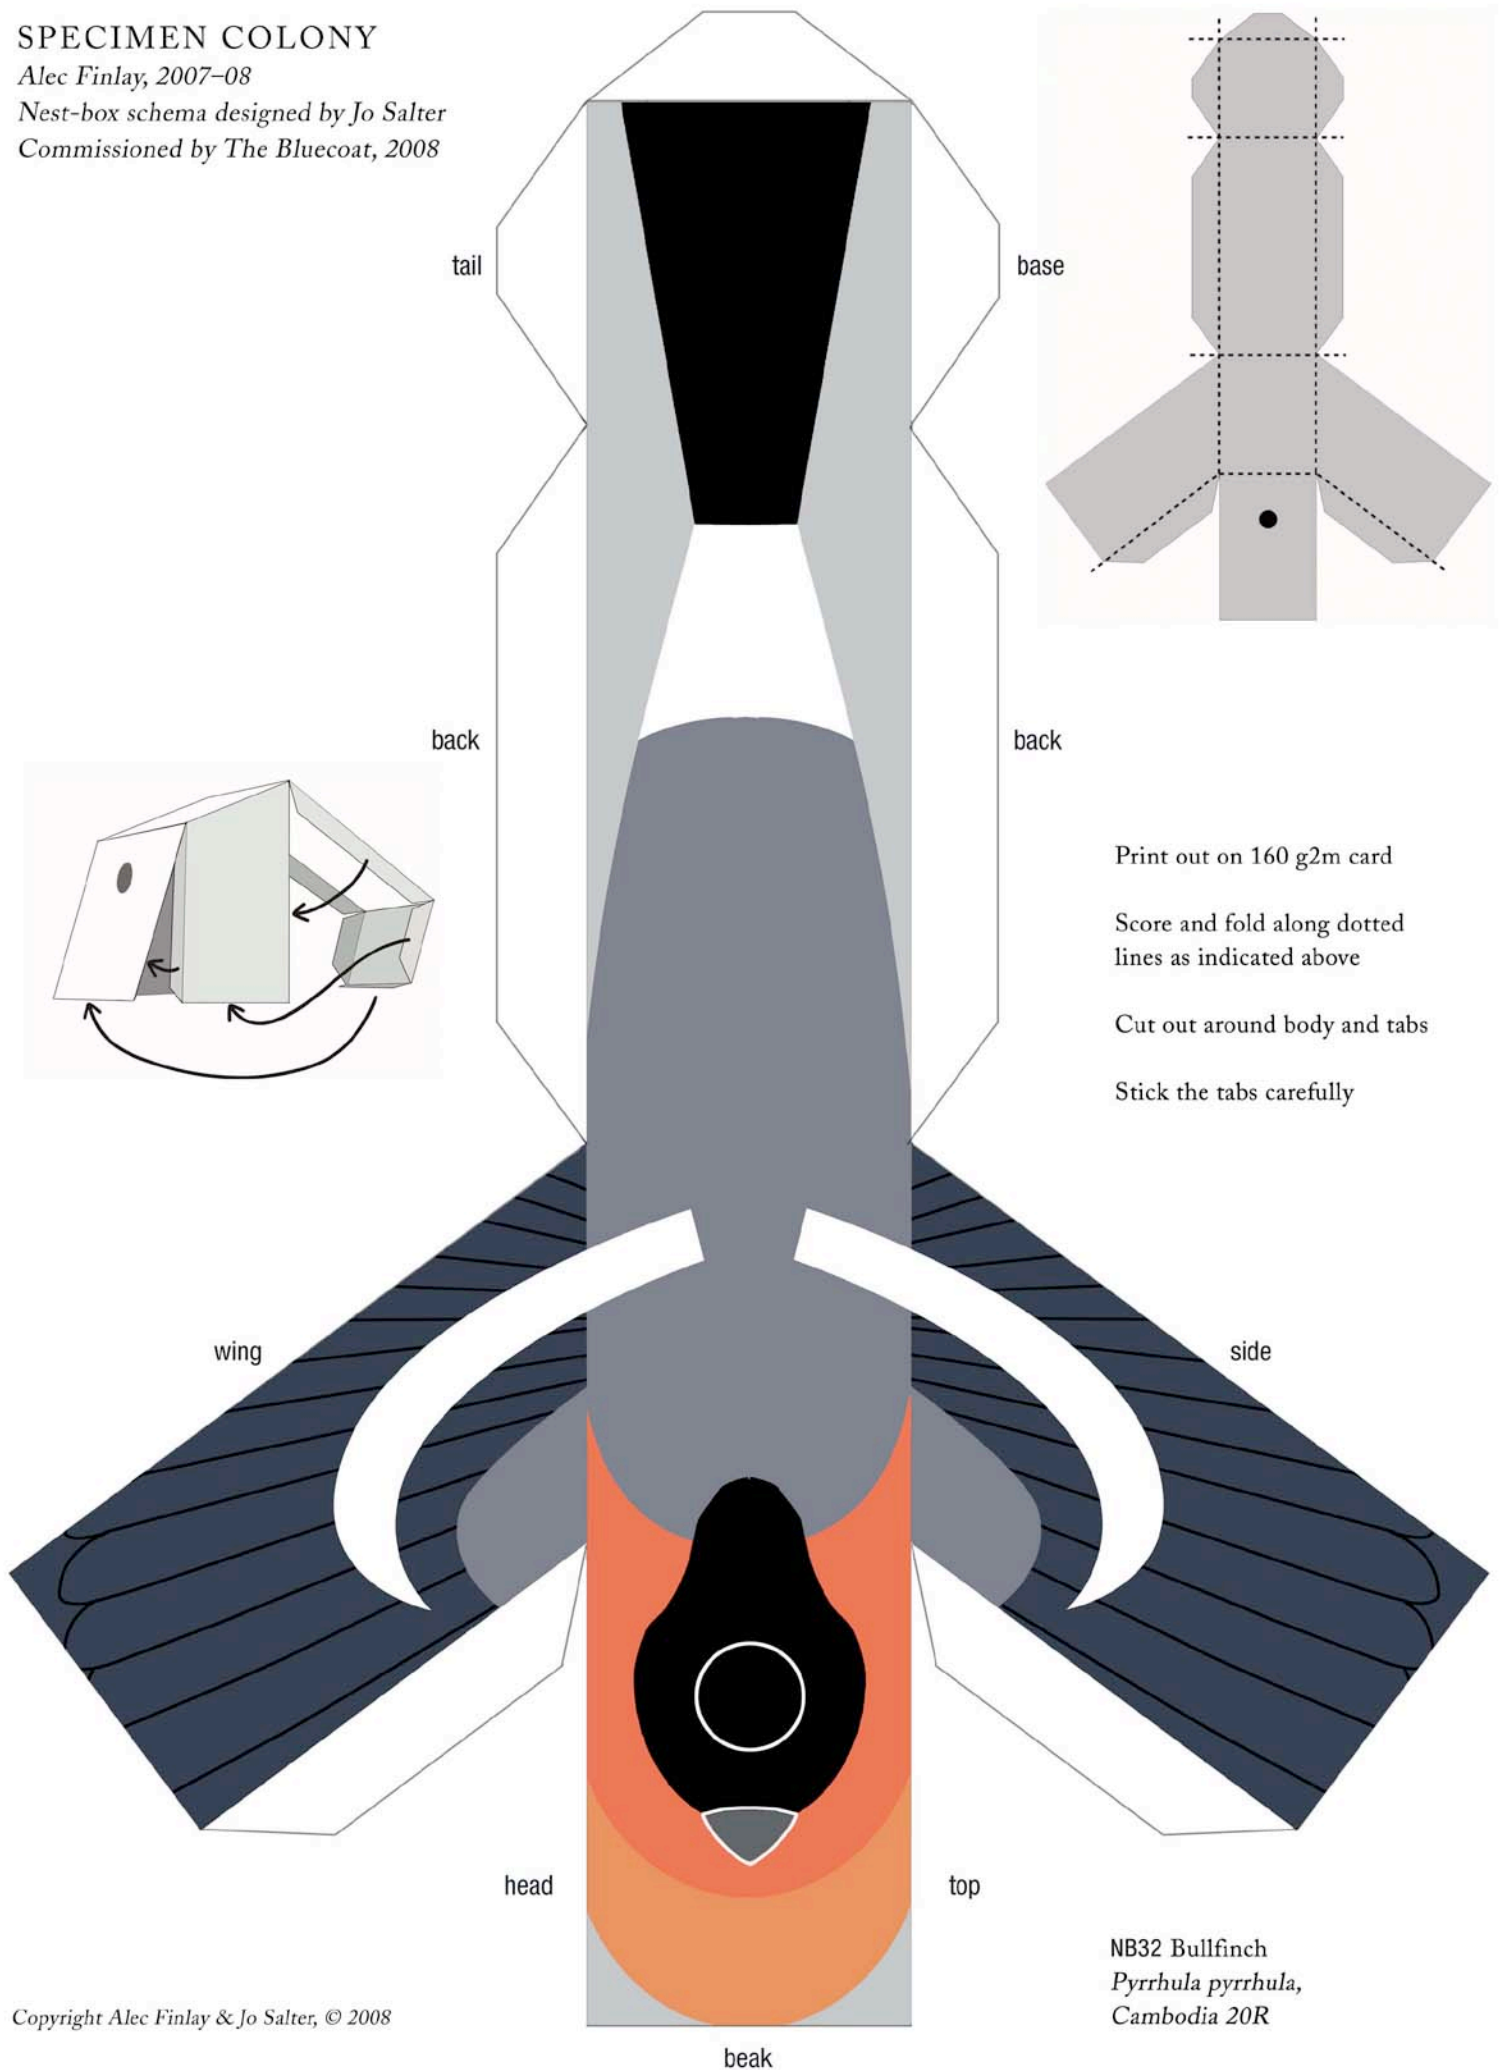 SPECIMEN COLONY
Alec Finlay, 2007–08
Nest-box schema designed by Jo Salter
Commissioned by The Bluecoat, 2008
tail
base
back
back
Print out on 160 g2m card
Score and fold along dotted
lines as indicated above
Cut out around body and tabs
Stick the tabs carefully
wing
side
head
top
NB32 Bullfinch
Pyrrhula pyrrhula,
Cambodia 20R
Copyright Alec Finlay & Jo Salter, © 2008
beak